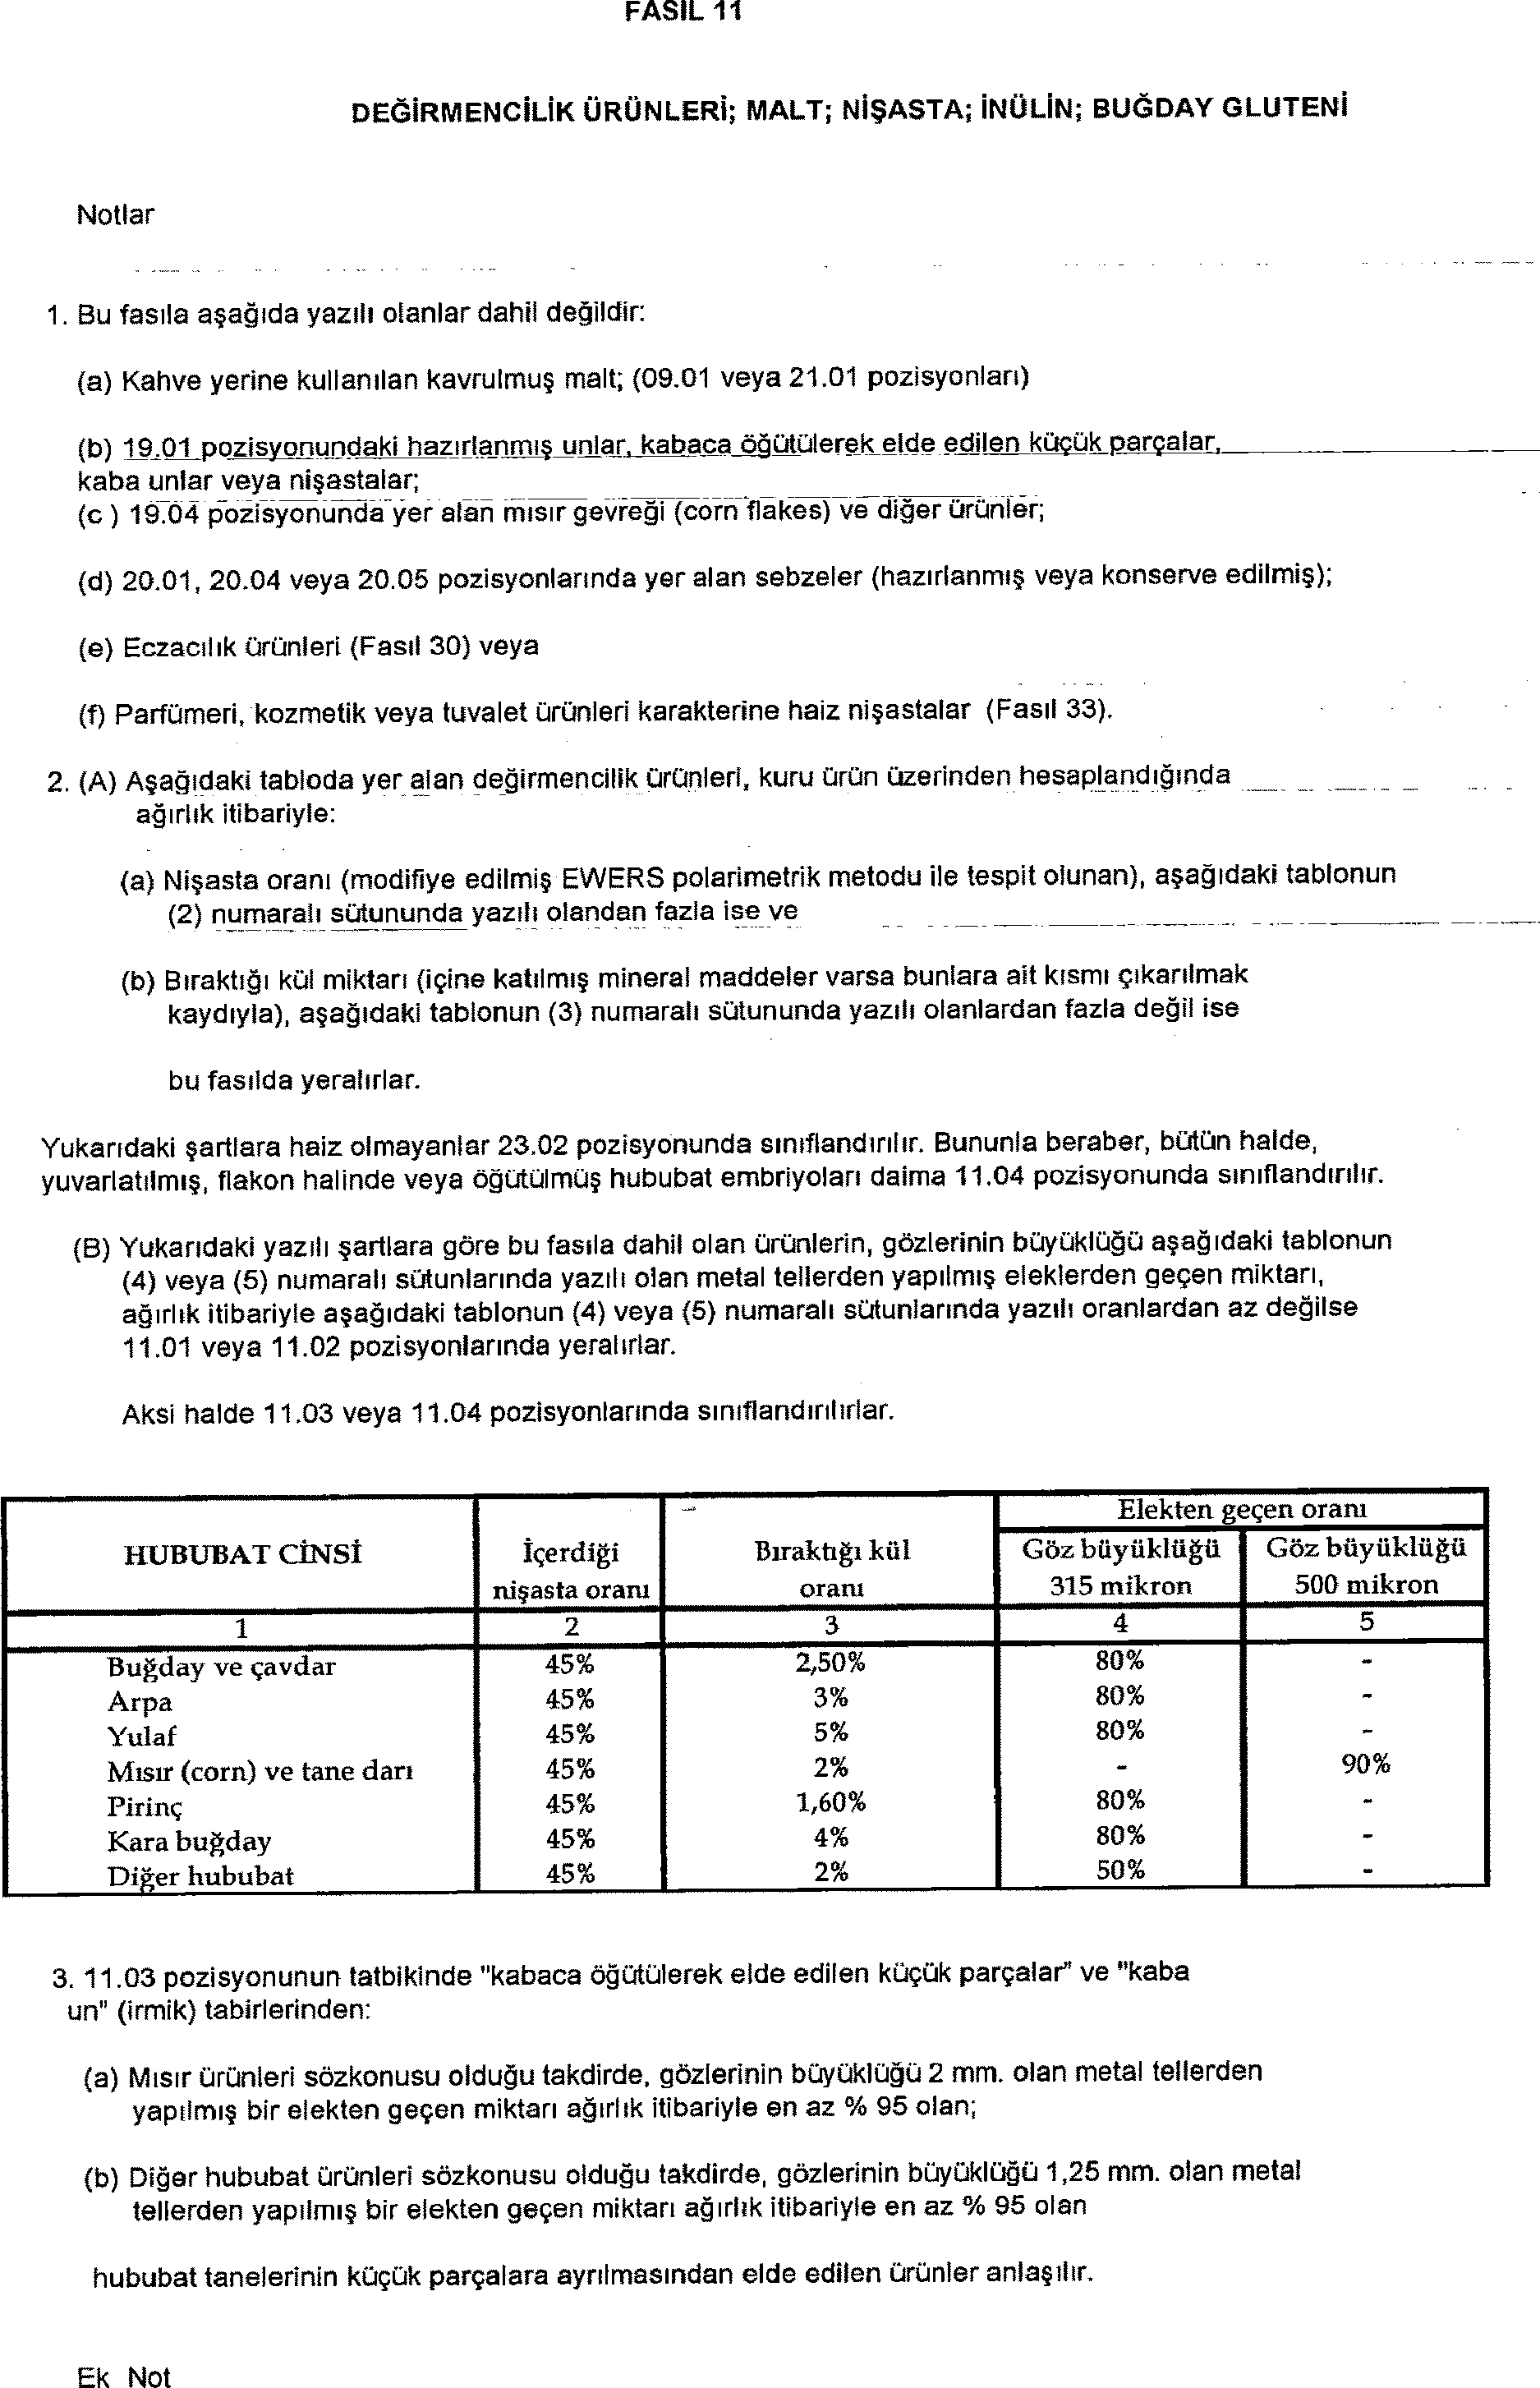 FASIL 11
DEĞİRMENCİLİK ÜRÜNLERİ; MALT; NİŞASTA; İNÜLİN; BUĞDAY GLUTENİ
Notlar
1. Bu fasıla aşağıda yazılı olanlar dahil değildir:
(a) Kahve yerine kullanılan kavrulmuş malt; (09.01 veya 21.01 pozisyonları)
(b) 19.01 pozisyonundaki hazırlanmış unlar, kabaca öğütülerek elde edilen küçük parçalar,
kaba unlar veya nişastalar;
(c ) 19.04 pozisyonunda yer alan mısır gevreği (corn flakes) ve diğer ürünler;
(d) 20.01, 20.04 veya 20.05 pozisyonlarında yer alan sebzeler (hazırlanmış veya konserve edilmiş);
(e) Eczacılık ürünleri (Fasıl 30) veya
(f) Parfümeri, kozmetik veya tuvalet ürünleri karakterine haiz nişastalar (Fasıl 33).
2. (A) Aşağıdaki tabloda yer alan değirmencilik ürünleri, kuru ürün üzerinden hesaplandığında
ağırlık itibariyle:
(a) Nişasta oranı (modifiye edilmiş EWERS polarimetrik metodu ile tespit olunan), aşağıdaki tablonun
(2) numaralı sütununda yazılı olandan fazla ise ve
(b) Bıraktığı kül miktarı (içine katılmış mineral maddeler varsa bunlara ait kısmı çıkarılmak
kaydıyla), aşağıdaki tablonun (3) numaralı sütununda yazılı olanlardan fazla değil ise
bu fasılda yeralırlar.
Yukarıdaki şartlara haiz olmayanlar 23.02 pozisyonunda sınıflandırılır. Bununla beraber, bütün halde,
yuvarlatılmış, flakon halinde veya öğütülmüş hububat embriyoları daima 11.04 pozisyonunda sınıflandırılır.
(B) Yukarıdaki yazılı şartlara göre bu fasıla dahil olan ürünlerin, gözlerinin büyüklüğü aşağıdaki tablonun
(4) veya (5) numaralı sütunlarında yazılı olan metal tellerden yapılmış eleklerden geçen miktarı,
ağırlık itibariyle aşağıdaki tablonun (4) veya (5) numaralı sütunlarında yazılı oranlardan az değilse
11.01 veya 11.02 pozisyonlarında yeralırlar.
Aksi halde 11.03 veya 11.04 pozisyonlarında sınıflandırılırlar.
Elekten geçen oranı
HUBUBAT CİNSİ İçerdiği Bıraktığı kül Göz büyüklüğü Göz büyüklüğü
nişasta oranı oranı 315 mikron 500 mikron
1 2 3 4 5
Buğday ve çavdar 45% 2,50% 80% -
Arpa 45% 3% 80% -
Yulaf 45% 5% 80% -
Mısır (corn) ve tane darı 45% 2% - 90%
Pirinç 45% 1,60% 80% -
Kara buğday 45% 4% 80% -
Diğer hububat 45% 2% 50% -
3. 11.03 pozisyonunun tatbikinde "kabaca öğütülerek elde edilen küçük parçalar" ve "kaba
un" (irmik) tabirlerinden:
(a) Mısır ürünleri sözkonusu olduğu takdirde, gözlerinin büyüklüğü 2 mm. olan metal tellerden
yapılmış bir elekten geçen miktarı ağırlık itibariyle en az % 95 olan;
(b) Diğer hububat ürünleri sözkonusu olduğu takdirde, gözlerinin büyüklüğü 1,25 mm. olan metal
tellerden yapılmış bir elekten geçen miktarı ağırlık itibariyle en az % 95 olan
hububat tanelerinin küçük parçalara ayrılmasından elde edilen ürünler anlaşılır.
Ek Not